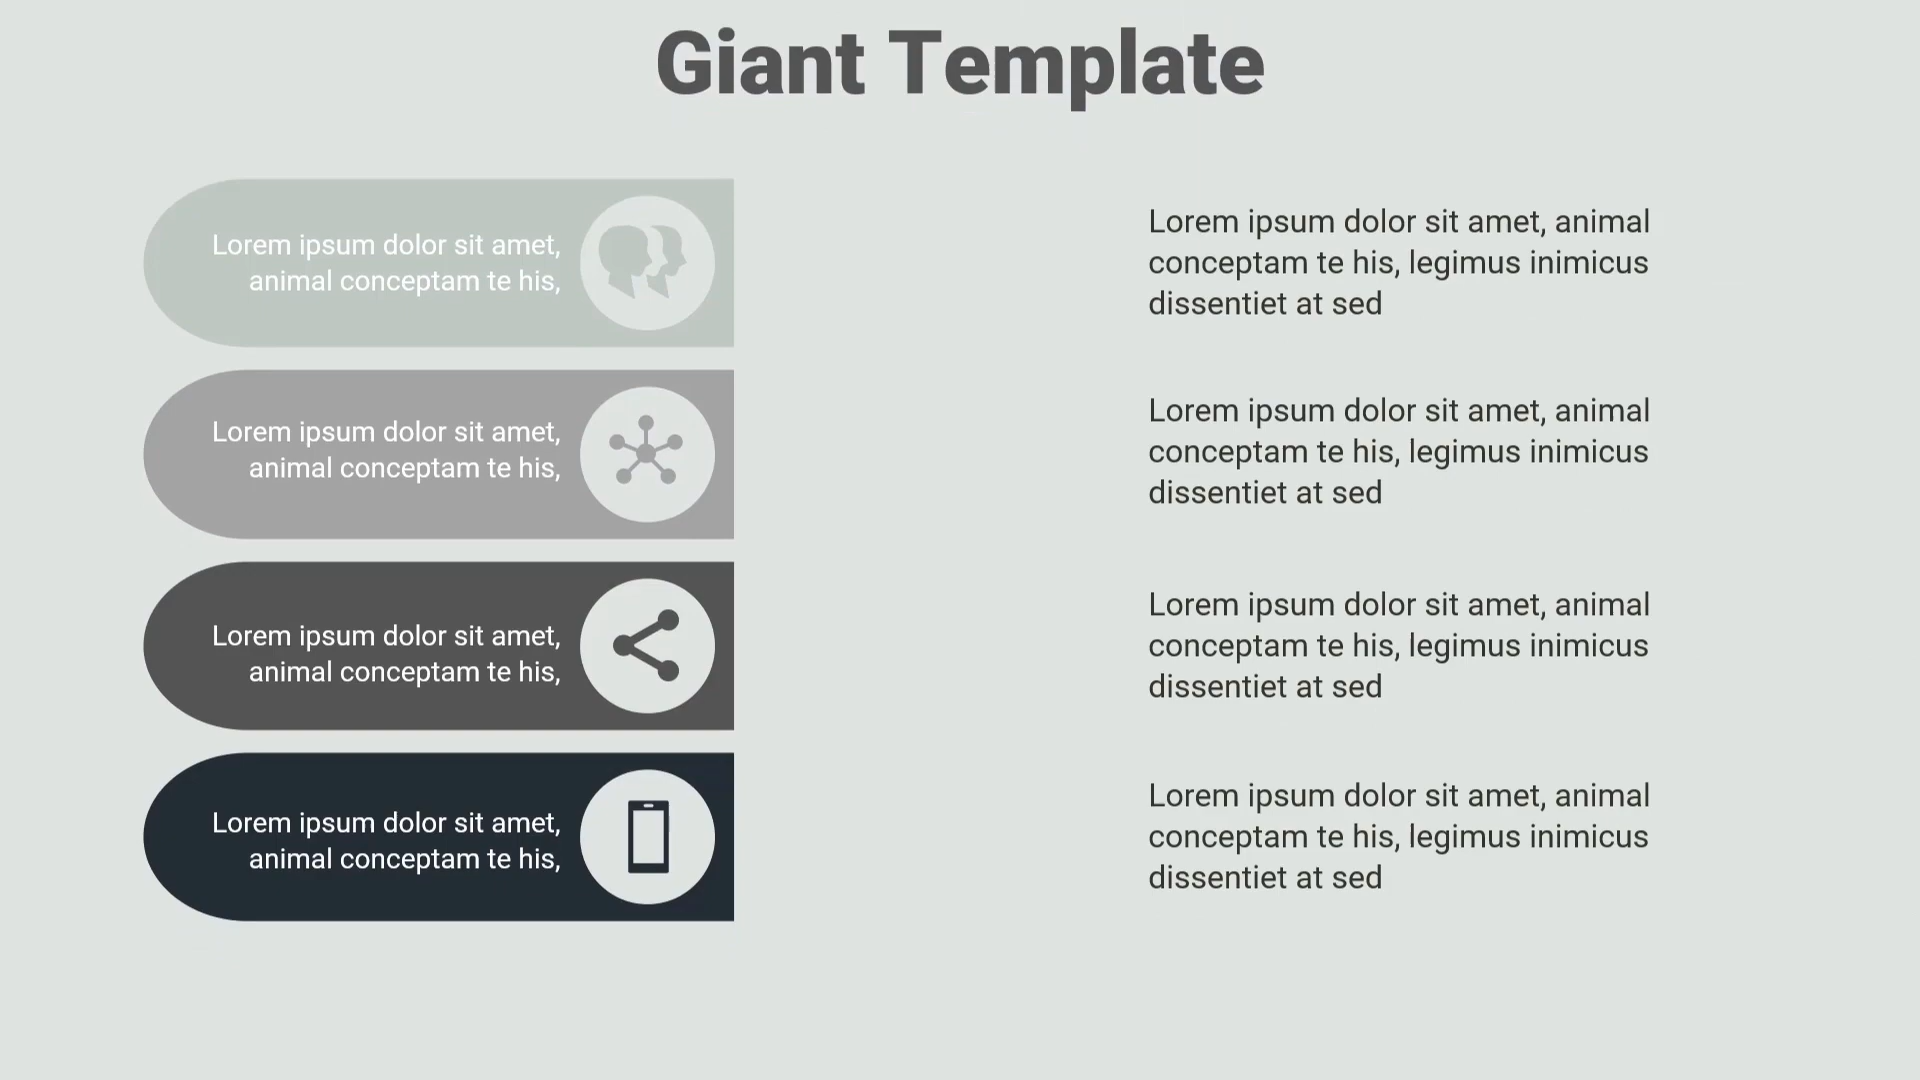 Giant Template
Lorem ipsum dolor sit amet,
animal conceptam te his,
Lorem ipsum dolor sit amet, animal
conceptam te his, legimus inimicus
dissentiet at sed
Lorem ipsum dolor sit amet,
animal conceptam te his,
Lorem ipsum dolor sit amet, animal
conceptam te his, legimus inimicus
dissentiet at sed
Lorem ipsum dolor sit amet,
animal conceptam te his,
Lorem ipsum dolor sit amet, animal
conceptam te his, legimus inimicus
dissentiet at sed
Lorem ipsum dolor sit amet,
animal conceptam te his,
Lorem ipsum dolor sit amet, animal
conceptam te his, legimus inimicus
dissentiet at sed